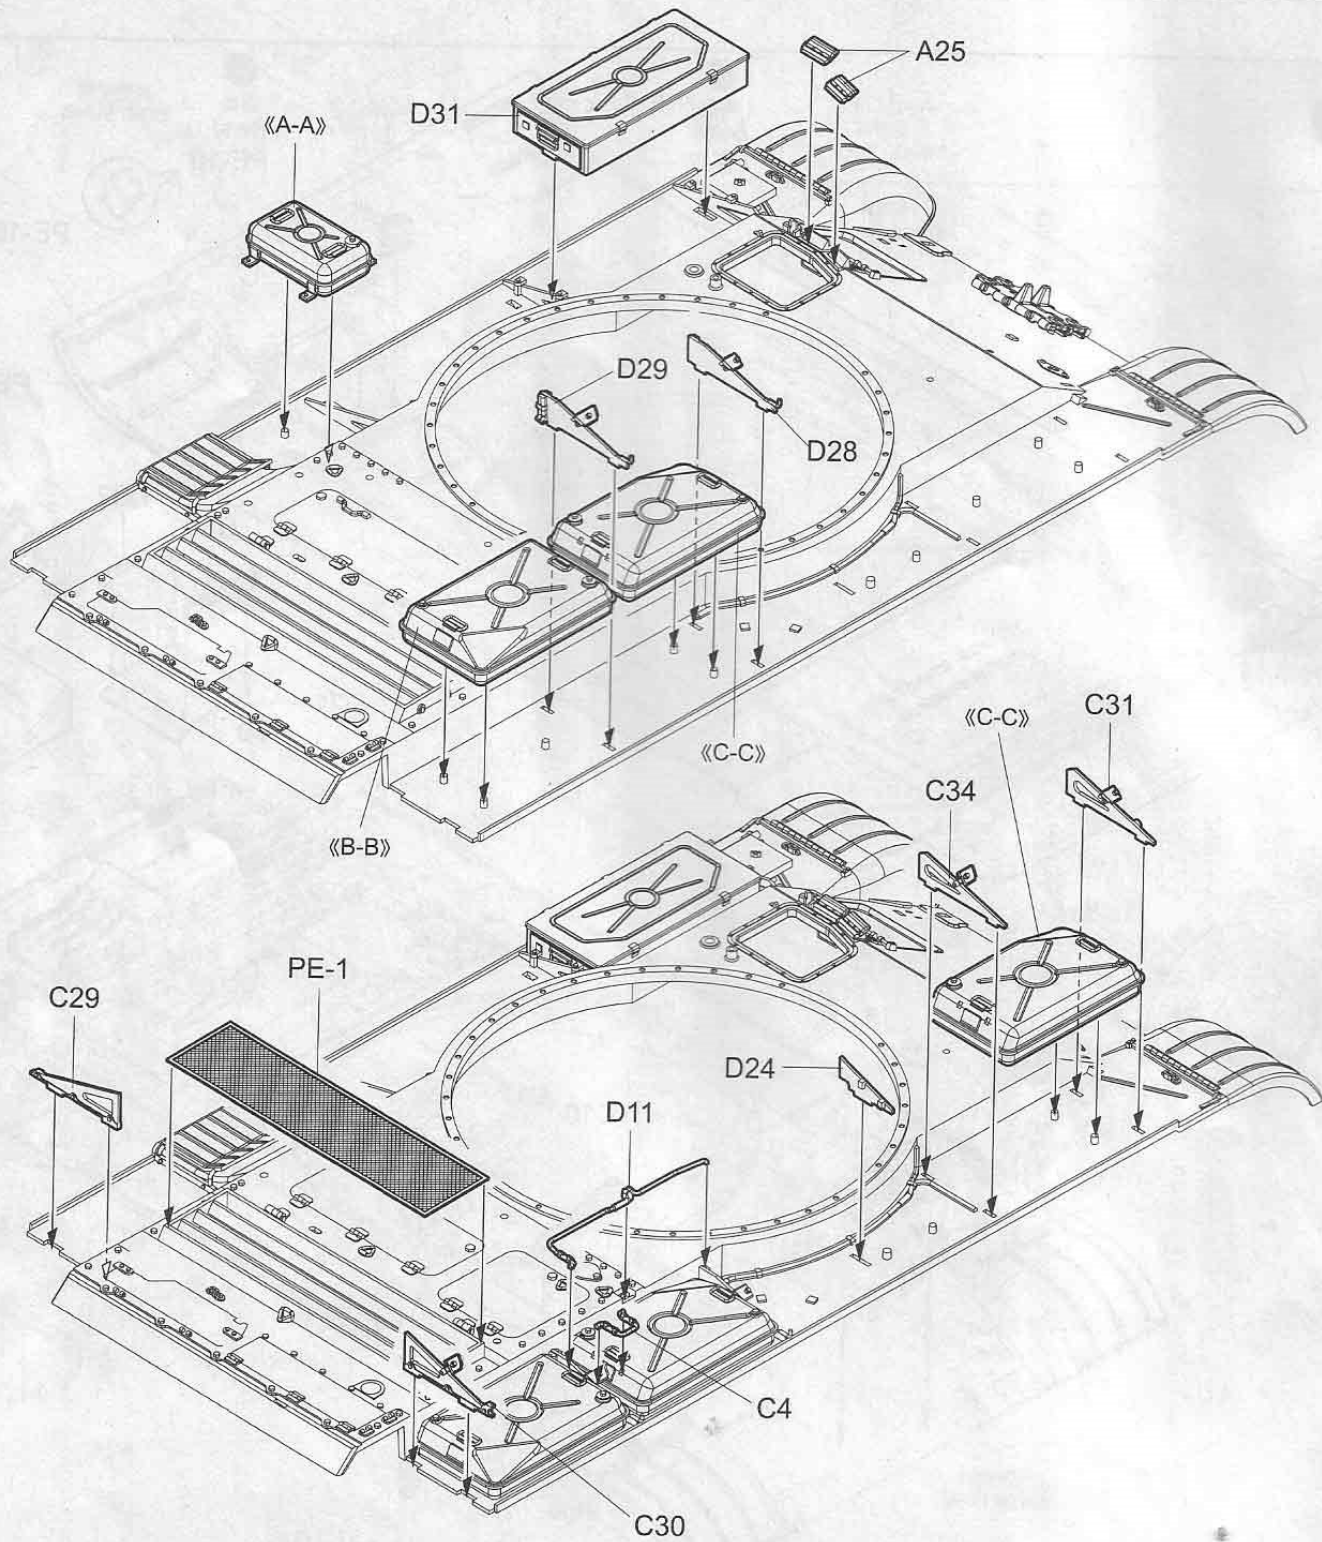 A25
D31
《A-A》
D29
D28
《C-C》
《B-B》
C31
《C-C》
C34
PE-1
C29
D24
D11
C4
C30